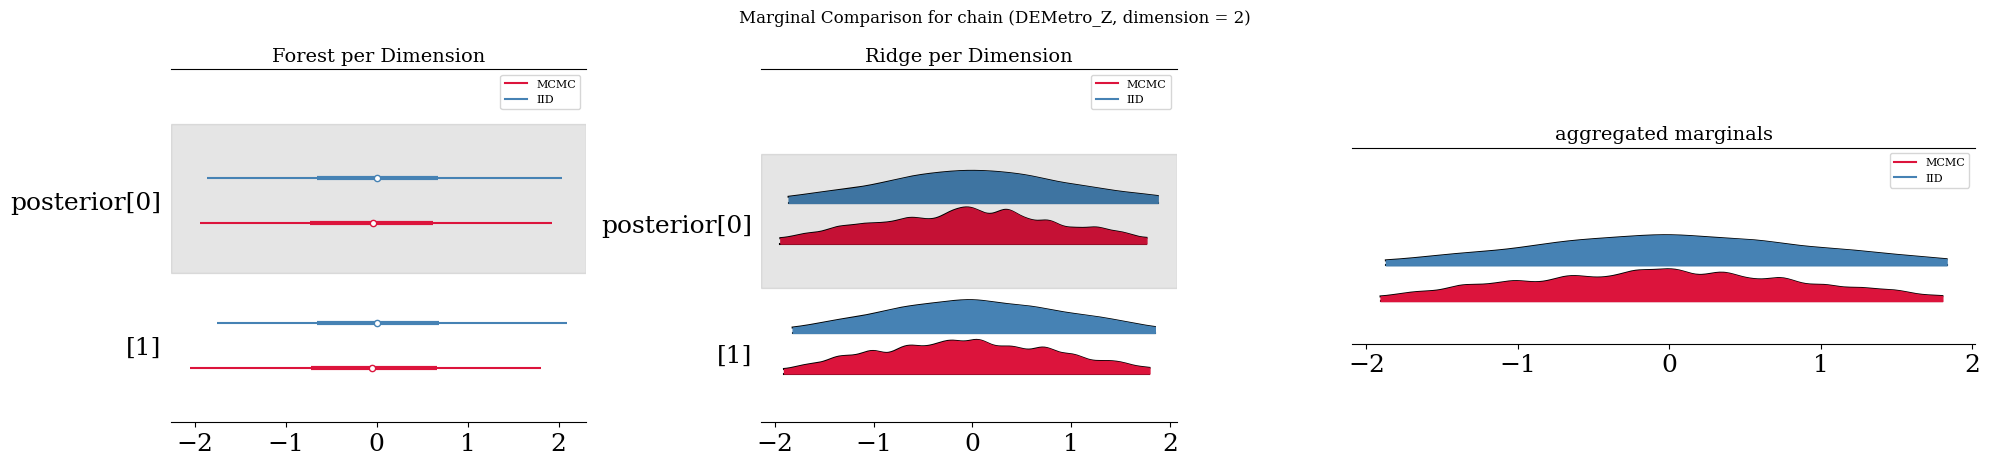 Marginal Comparison for chain (DEMetro_Z, dimension = 2)
Forest per Dimension
MCMC
IID
posterior[0]
[1]
−2 −1 0 1 2
Ridge per Dimension
MCMC
IID
posterior[0]
[1]
−2 −1 0 1 2
aggregated marginals
MCMC
IID
−2 −1 0 1 2